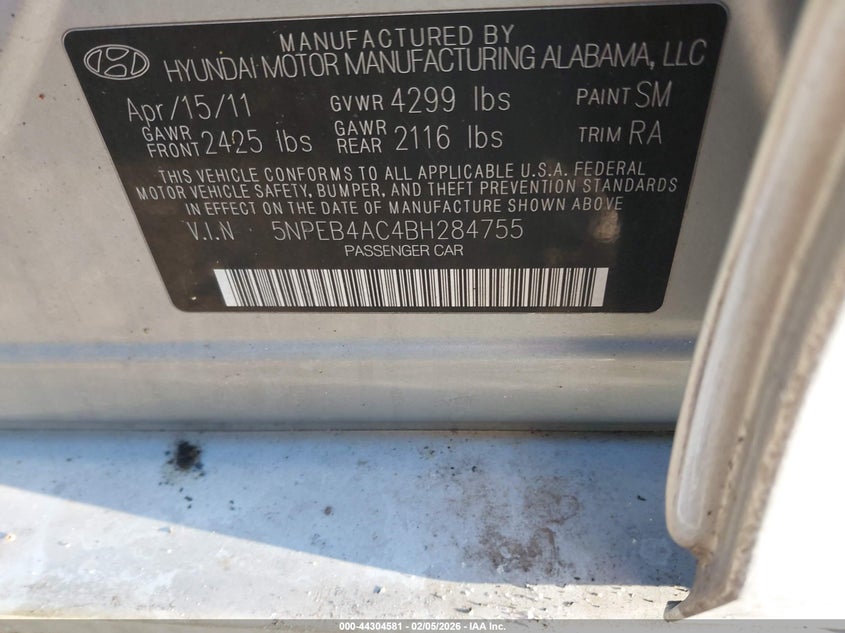 MANUFACTURED BY
HYUNDAI MOTOR MANUFACTURING ALABAMA, LLC
Apr/15/11 GVWR 4299 lbs PAINT SM
GAWR FRONT 2425 lbs GAWR REAR 2116 lbs TRIM RA
THIS VEHICLE CONFORMS TO ALL APPLICABLE U.S.A. FEDERAL
MOTOR VEHICLE SAFETY, BUMPER, AND THEFT PREVENTION STANDARDS
IN EFFECT ON THE DATE OF MANUFACTURE SHOWN ABOVE.
V.I.N 5NPEB4AC4BH284755
PASSENGER CAR
000-44304581 - 02/05/2026 - IAA Inc.